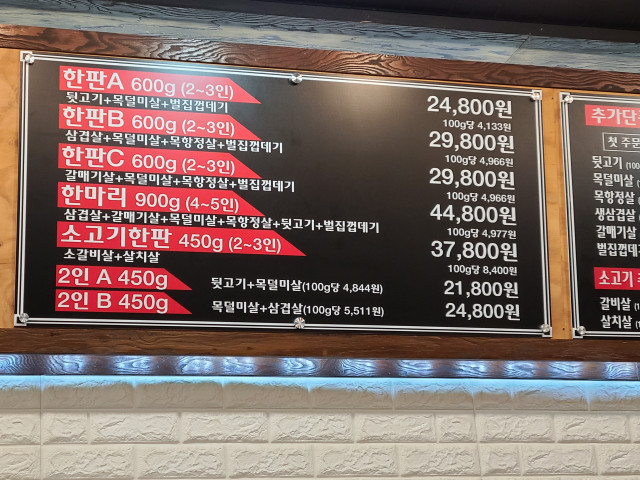 한판A 600g (2~3인) 24,800원
뒷고기+목덜미살+벌집껍데기 100g당 4,133원
한판B 600g (2~3인) 29,800원
삼겹살+목덜미살+목항정살+벌집껍데기 100g당 4,966원
한판C 600g (2~3인) 29,800원
갈매기살+목덜미살+목항정살+벌집껍데기 100g당 4,966원
한마리 900g (4~5인) 44,800원
삼겹살+갈매기살+목덜미살+목항정살+뒷고기+벌집껍데기 100g당 4,977원
소고기한판 450g (2~3인) 37,800원
소갈비살+살치살 100g당 8,400원
2인 A 450g 뒷고기+목덜미살(100g당 4,844원) 21,800원
2인 B 450g 목덜미살+삼겹살(100g당 5,511원) 24,800원
추가단
첫 주문
뒷고기
목덜미살
목항정살
생삼겹살
갈매기살
벌집껍데
소고기
갈비살
살치살